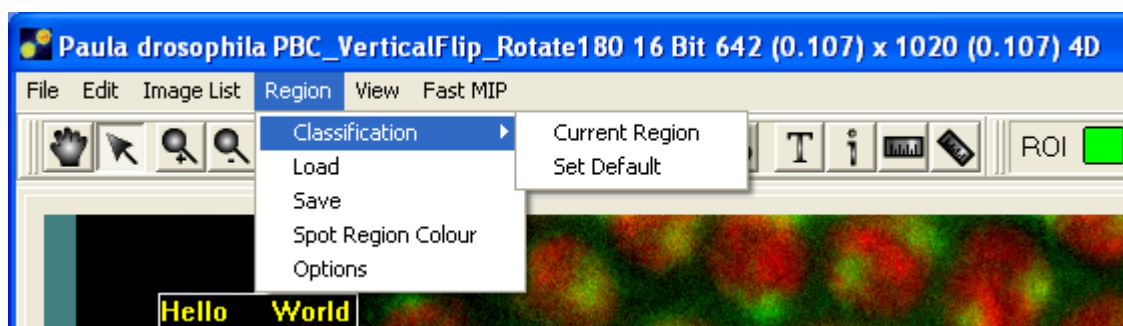 Paula drosophila PBC_VerticalFlip_Rotate180 16 Bit 642 (0.107) x 1020 (0.107) 4D
File Edit Image List Region View Fast MIP
Classification Current Region
Load Set Default
Save
Spot Region Colour
Options
T i ROI
Hello World